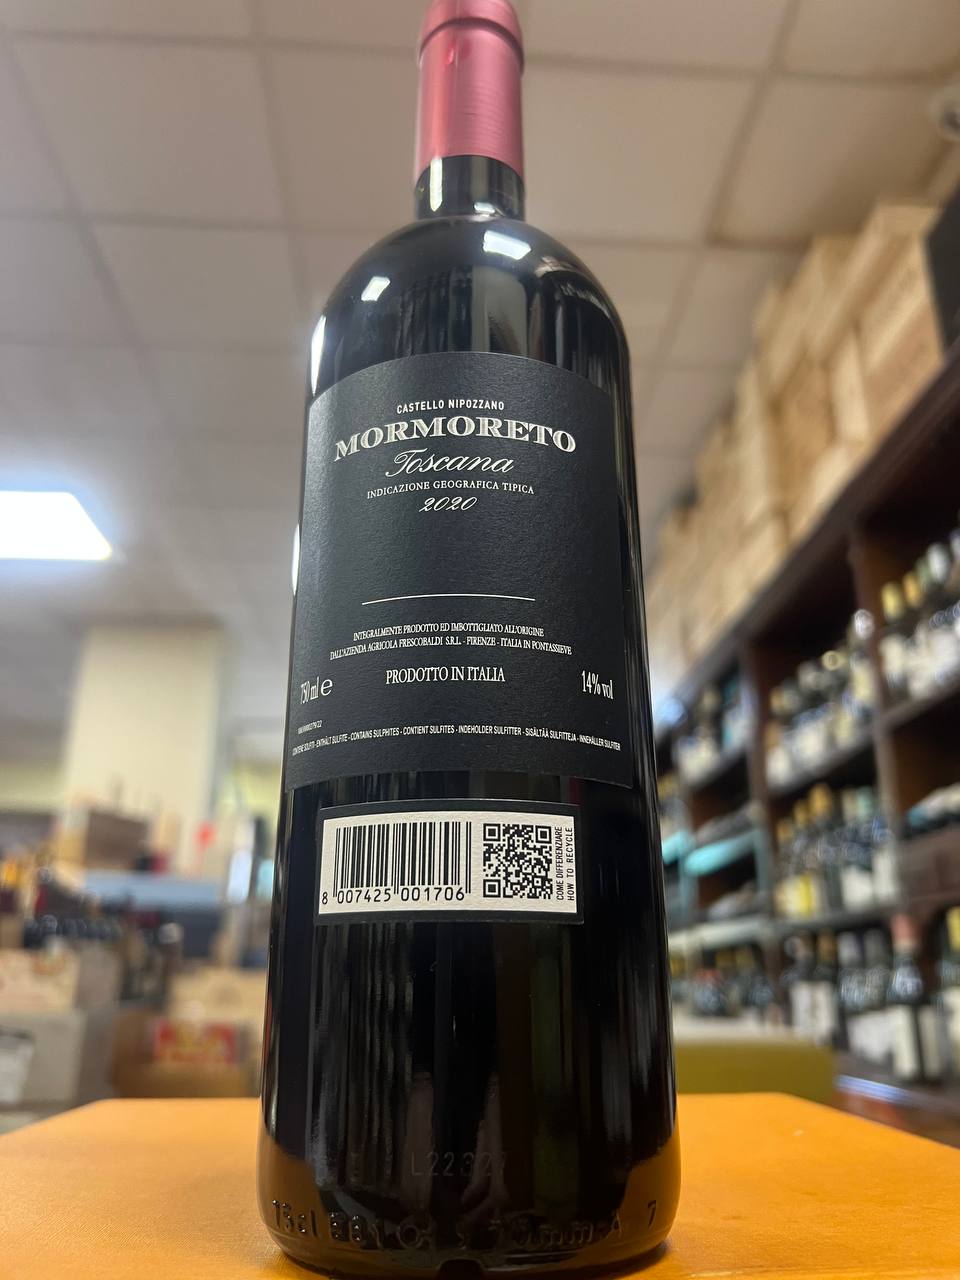 CASTELLO NIPOZZANO
MORMORETO
Toscana
INDICAZIONE GEOGRAFICA TIPICA
2020
INTEGRALMENTE PRODOTTO ED IMBOTTIGLIATO ALL'ORIGINE
DALL'AZIENDA AGRICOLA FRESCOBALDI S.R.L. - FIRENZE - ITALIA IN PONTASSIEVE
750 ml e
PRODOTTO IN ITALIA
14% vol
CONTIENE SOLFITI - ENTHÄLT SULFITE - CONTAINS SULPHITES - CONTIENT SULFITES - INDEHOLDER SULFITTER - SISÄLTÄÄ SULFIITTEJA - INNEHÅLLER SULFITER
8 007425 001706
COME DIFFERENZIARE
HOW TO RECYCLE